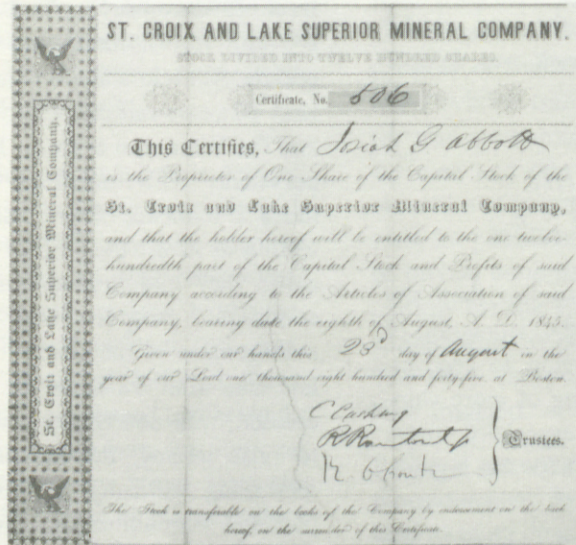 ST. CROIX AND LAKE SUPERIOR MINERAL COMPANY.
STOCK DIVIDED INTO TWELVE HUNDRED SHARES.
Certificate, No. 506
This Certifies, That Josiah G Abbott
is the Proprietor of One Share of the Capital Stock of the
St. Croix and Lake Superior Mineral Company,
and that the holder hereof will be entitled to the one twelve-
hundredth part of the Capital Stock and Profits of said
Company according to the Articles of Association of said
Company, bearing date the eighth of August, A. D. 1845.
Given under our hands this 23d day of August in the
year of our Lord one thousand eight hundred and forty-five, at Boston.
C Cushing
R Rantoul Jr
Trustees.
The Stock is transferable on the books of the Company by indorsement on the back
hereof, on the surrender of this Certificate.
St. Croix and Lake Superior Mineral Company.